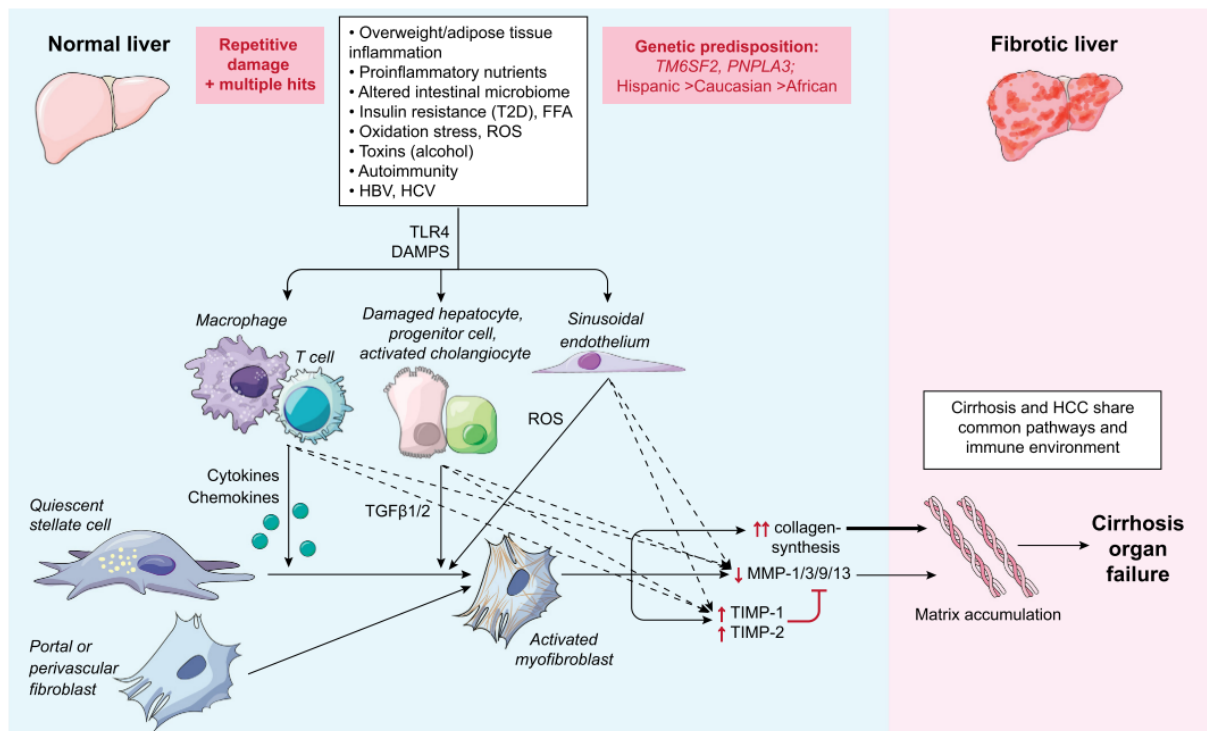 Normal liver
Repetitive
damage
+ multiple hits
• Overweight/adipose tissue
inflammation
• Proinflammatory nutrients
• Altered intestinal microbiome
• Insulin resistance (T2D), FFA
• Oxidation stress, ROS
• Toxins (alcohol)
• Autoimmunity
• HBV, HCV
Genetic predisposition:
TM6SF2, PNPLA3;
Hispanic >Caucasian >African
Fibrotic liver
TLR4
DAMPS
Macrophage
T cell
Damaged hepatocyte,
progenitor cell,
activated cholangiocyte
Sinusoidal
endothelium
ROS
Cirrhosis and HCC share
common pathways and
immune environment
Cytokines
Chemokines
TGFβ1/2
Quiescent
stellate cell
↑↑ collagen-
synthesis
↓ MMP-1/3/9/13
↑ TIMP-1
↑ TIMP-2
Cirrhosis
organ
failure
Matrix accumulation
Activated
myofibroblast
Portal or
perivascular
fibroblast